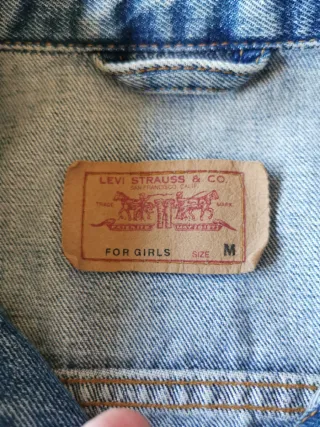 LEVI STRAUSS & CO.
SAN FRANCISCO, CALIF.
TRADE MARK
FOR GIRLS SIZE M